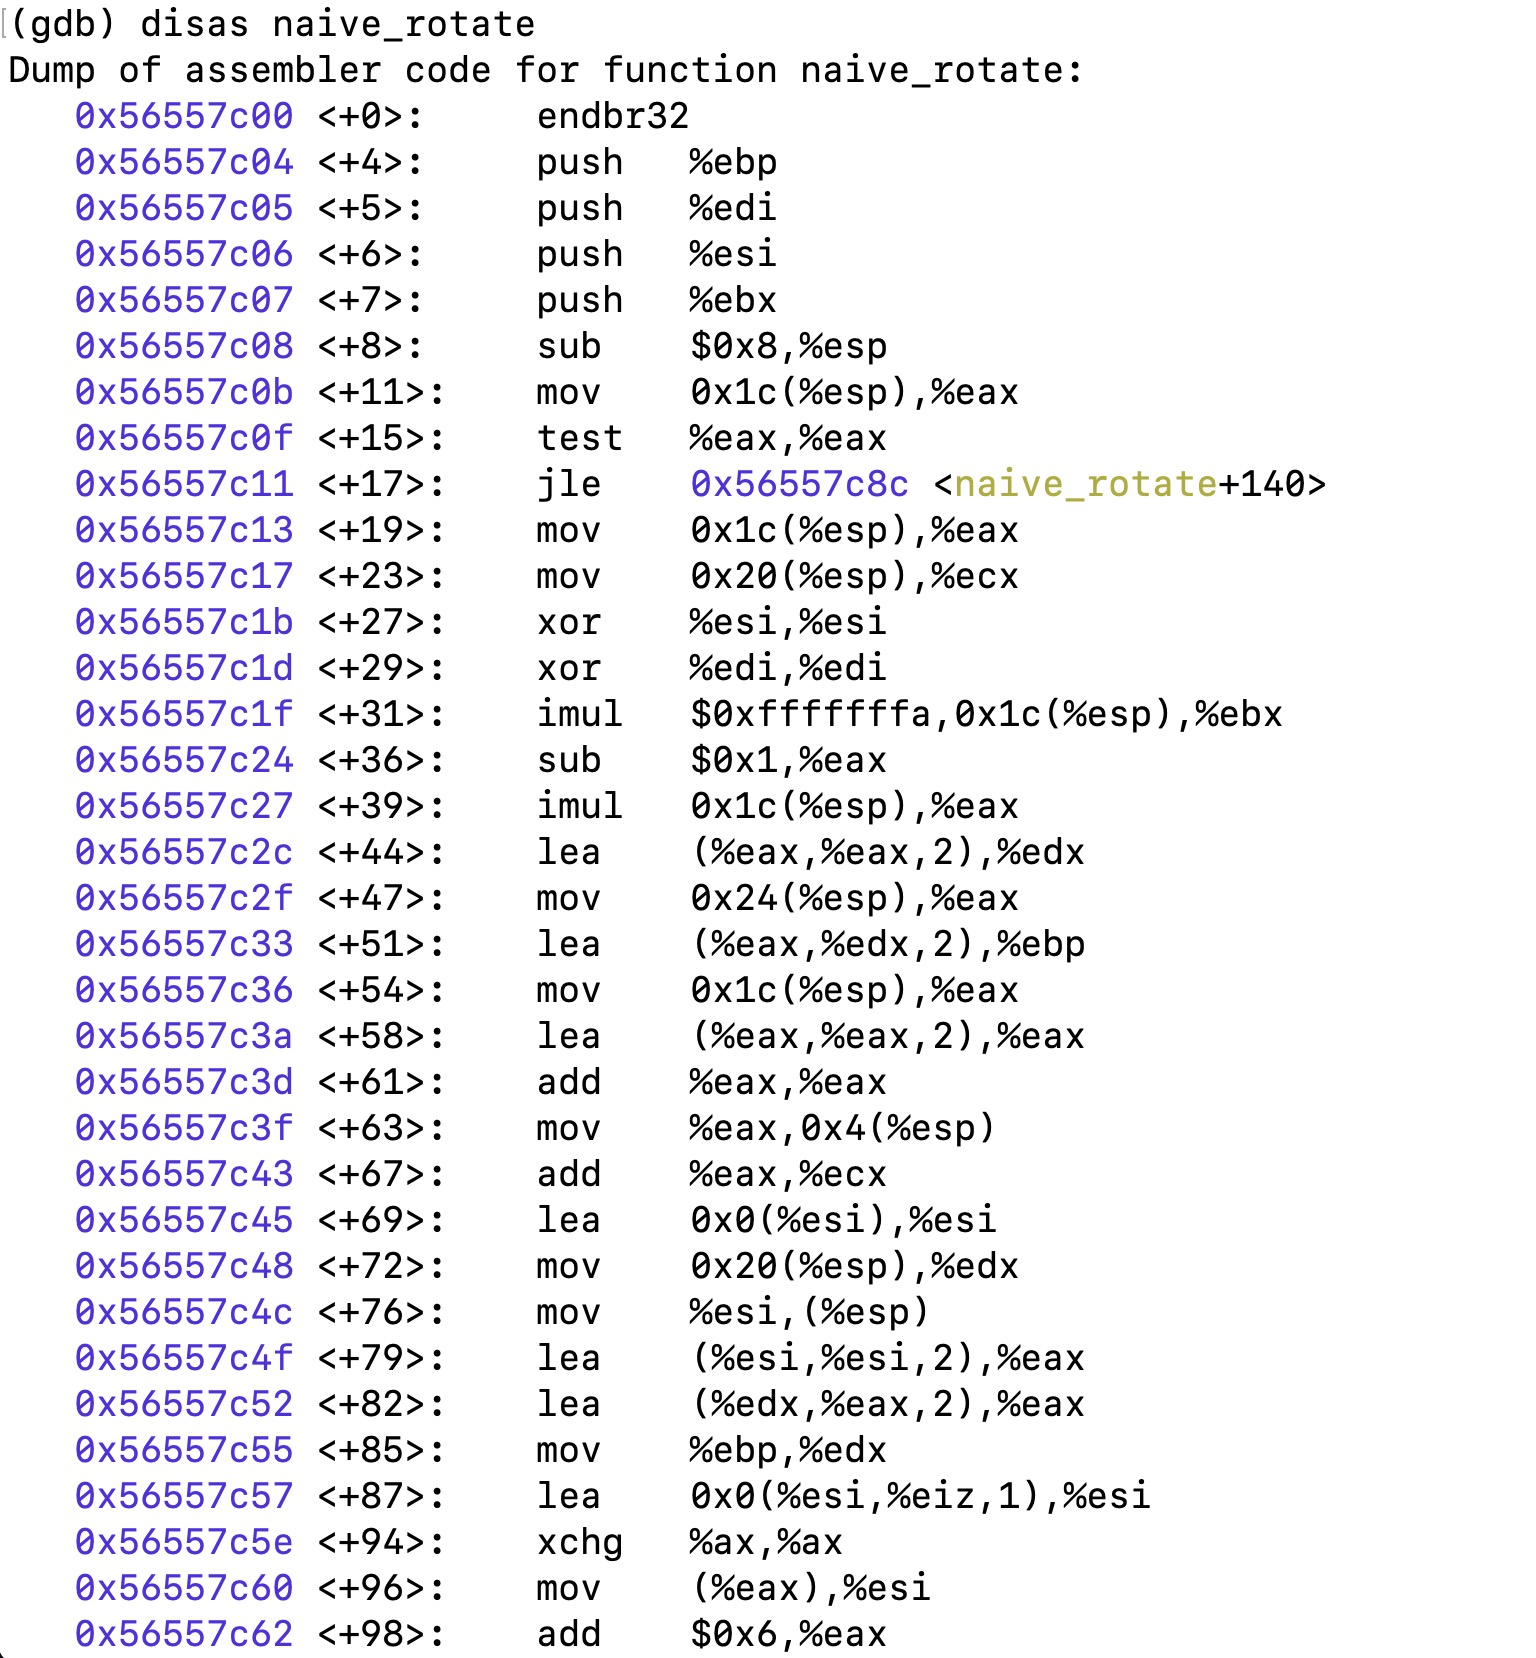 (gdb) disas naive_rotate
Dump of assembler code for function naive_rotate:
   0x56557c00 <+0>:     endbr32
   0x56557c04 <+4>:     push   %ebp
   0x56557c05 <+5>:     push   %edi
   0x56557c06 <+6>:     push   %esi
   0x56557c07 <+7>:     push   %ebx
   0x56557c08 <+8>:     sub    $0x8,%esp
   0x56557c0b <+11>:    mov    0x1c(%esp),%eax
   0x56557c0f <+15>:    test   %eax,%eax
   0x56557c11 <+17>:    jle    0x56557c8c <naive_rotate+140>
   0x56557c13 <+19>:    mov    0x1c(%esp),%eax
   0x56557c17 <+23>:    mov    0x20(%esp),%ecx
   0x56557c1b <+27>:    xor    %esi,%esi
   0x56557c1d <+29>:    xor    %edi,%edi
   0x56557c1f <+31>:    imul   $0xfffffffa,0x1c(%esp),%ebx
   0x56557c24 <+36>:    sub    $0x1,%eax
   0x56557c27 <+39>:    imul   0x1c(%esp),%eax
   0x56557c2c <+44>:    lea    (%eax,%eax,2),%edx
   0x56557c2f <+47>:    mov    0x24(%esp),%eax
   0x56557c33 <+51>:    lea    (%eax,%edx,2),%ebp
   0x56557c36 <+54>:    mov    0x1c(%esp),%eax
   0x56557c3a <+58>:    lea    (%eax,%eax,2),%eax
   0x56557c3d <+61>:    add    %eax,%eax
   0x56557c3f <+63>:    mov    %eax,0x4(%esp)
   0x56557c43 <+67>:    add    %eax,%ecx
   0x56557c45 <+69>:    lea    0x0(%esi),%esi
   0x56557c48 <+72>:    mov    0x20(%esp),%edx
   0x56557c4c <+76>:    mov    %esi,(%esp)
   0x56557c4f <+79>:    lea    (%esi,%esi,2),%eax
   0x56557c52 <+82>:    lea    (%edx,%eax,2),%eax
   0x56557c55 <+85>:    mov    %ebp,%edx
   0x56557c57 <+87>:    lea    0x0(%esi,%eiz,1),%esi
   0x56557c5e <+94>:    xchg   %ax,%ax
   0x56557c60 <+96>:    mov    (%eax),%esi
   0x56557c62 <+98>:    add    $0x6,%eax